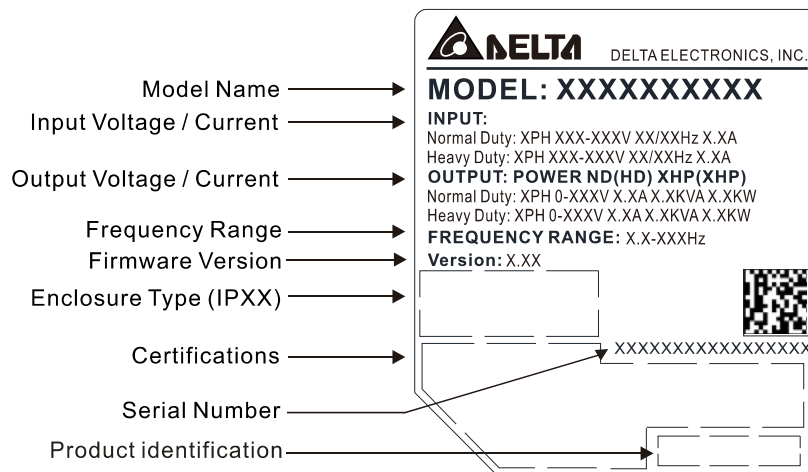 DELTA DELTA ELECTRONICS, INC.
Model Name
MODEL: XXXXXXXXXX
Input Voltage / Current
INPUT:
Normal Duty: XPH XXX-XXXV XX/XXHz X.XA
Heavy Duty: XPH XXX-XXXV XX/XXHz X.XA
Output Voltage / Current
OUTPUT: POWER ND(HD) XHP(XHP)
Normal Duty: XPH 0-XXXV X.XA X.XKVA X.XKW
Heavy Duty: XPH 0-XXXV X.XA X.XKVA X.XKW
Frequency Range
FREQUENCY RANGE: X.X-XXXHz
Firmware Version
Version: X.XX
Enclosure Type (IPXX)
Certifications
XXXXXXXXXXXXXXXXX
Serial Number
Product identification